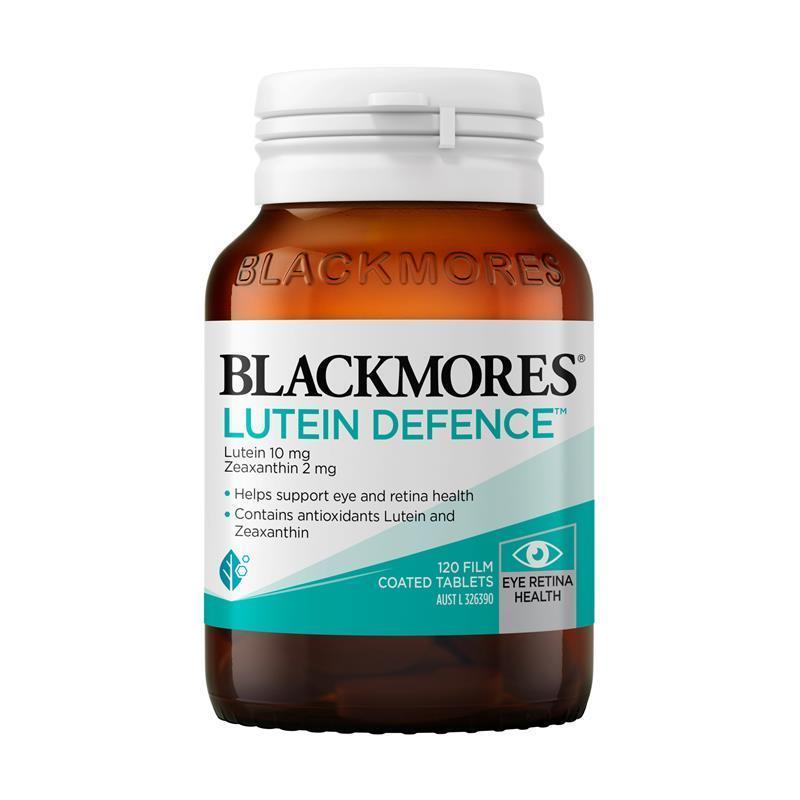 BLACKMORES
BLACKMORES®
LUTEIN DEFENCE™
Lutein 10 mg
Zeaxanthin 2 mg
• Helps support eye and retina health
• Contains antioxidants Lutein and
Zeaxanthin
120 FILM
COATED TABLETS
AUST L 326390
EYE RETINA
HEALTH